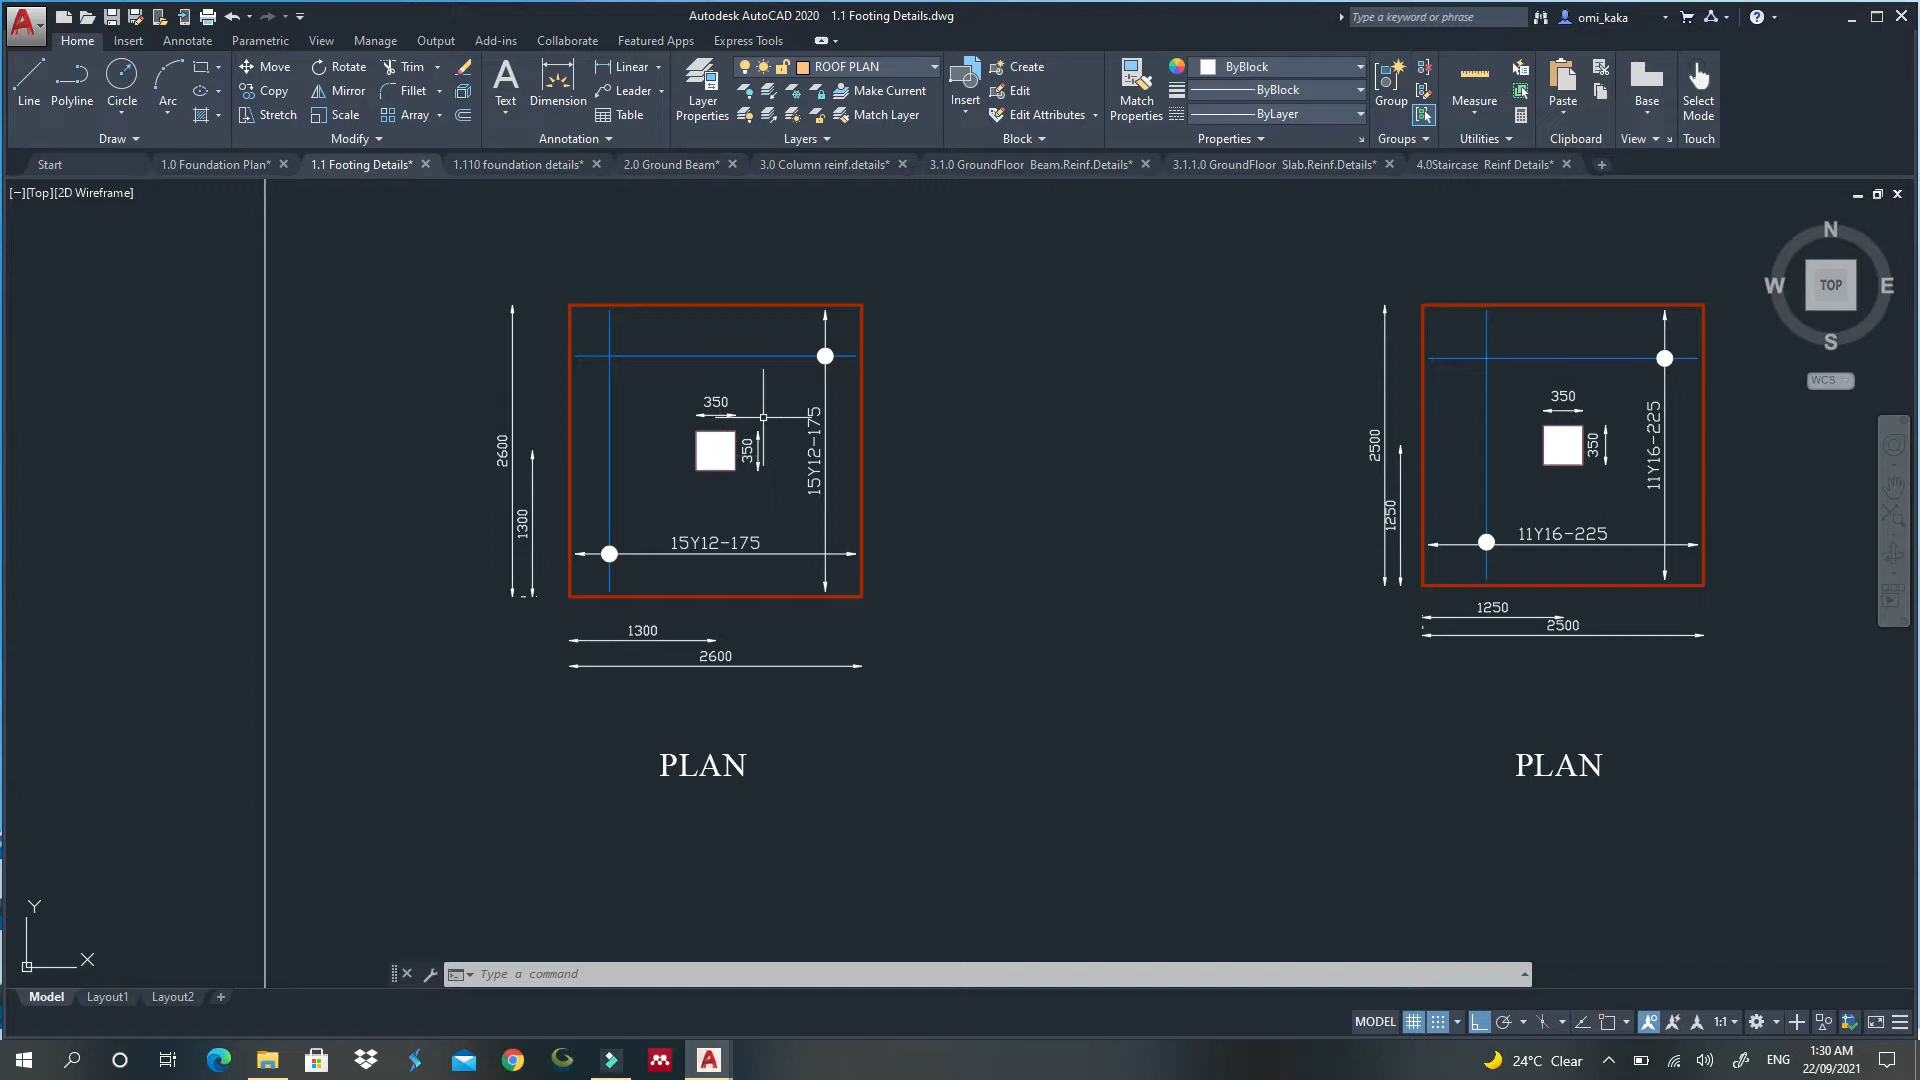 Autodesk AutoCAD 2020 1.1 Footing Details.dwg
Type a keyword or phrase
omi_kaka
Home Insert Annotate Parametric View Manage Output Add-ins Collaborate Featured Apps Express Tools
Line Polyline Circle Arc
Draw
Move Rotate Trim
Copy Mirror Fillet
Stretch Scale Array
Modify
Text Dimension
Linear
Leader
Table
Annotation
Layer Properties
ROOF PLAN
Make Current
Match Layer
Layers
Insert
Create
Edit
Edit Attributes
Block
Match Properties
ByBlock
ByBlock
ByLayer
Properties
Group
Groups
Measure
Utilities
Paste
Clipboard
Base
View
Select Mode
Touch
Start 1.0 Foundation Plan* 1.1 Footing Details* 1.110 foundation details* 2.0 Ground Beam* 3.0 Column reinf.details* 3.1.0 GroundFloor Beam.Reinf.Details* 3.1.1.0 GroundFloor Slab.Reinf.Details* 4.0Staircase Reinf Details*
[−][Top][2D Wireframe]
N
W TOP E
S
WCS
2600
1300
350
350
15Y12-175
15Y12-175
1300
2600
PLAN
2500
1250
350
350
11Y16-225
11Y16-225
1250
2500
PLAN
Y
X
Type a command
Model Layout1 Layout2
MODEL 1:1
24°C Clear
ENG
1:30 AM
22/09/2021